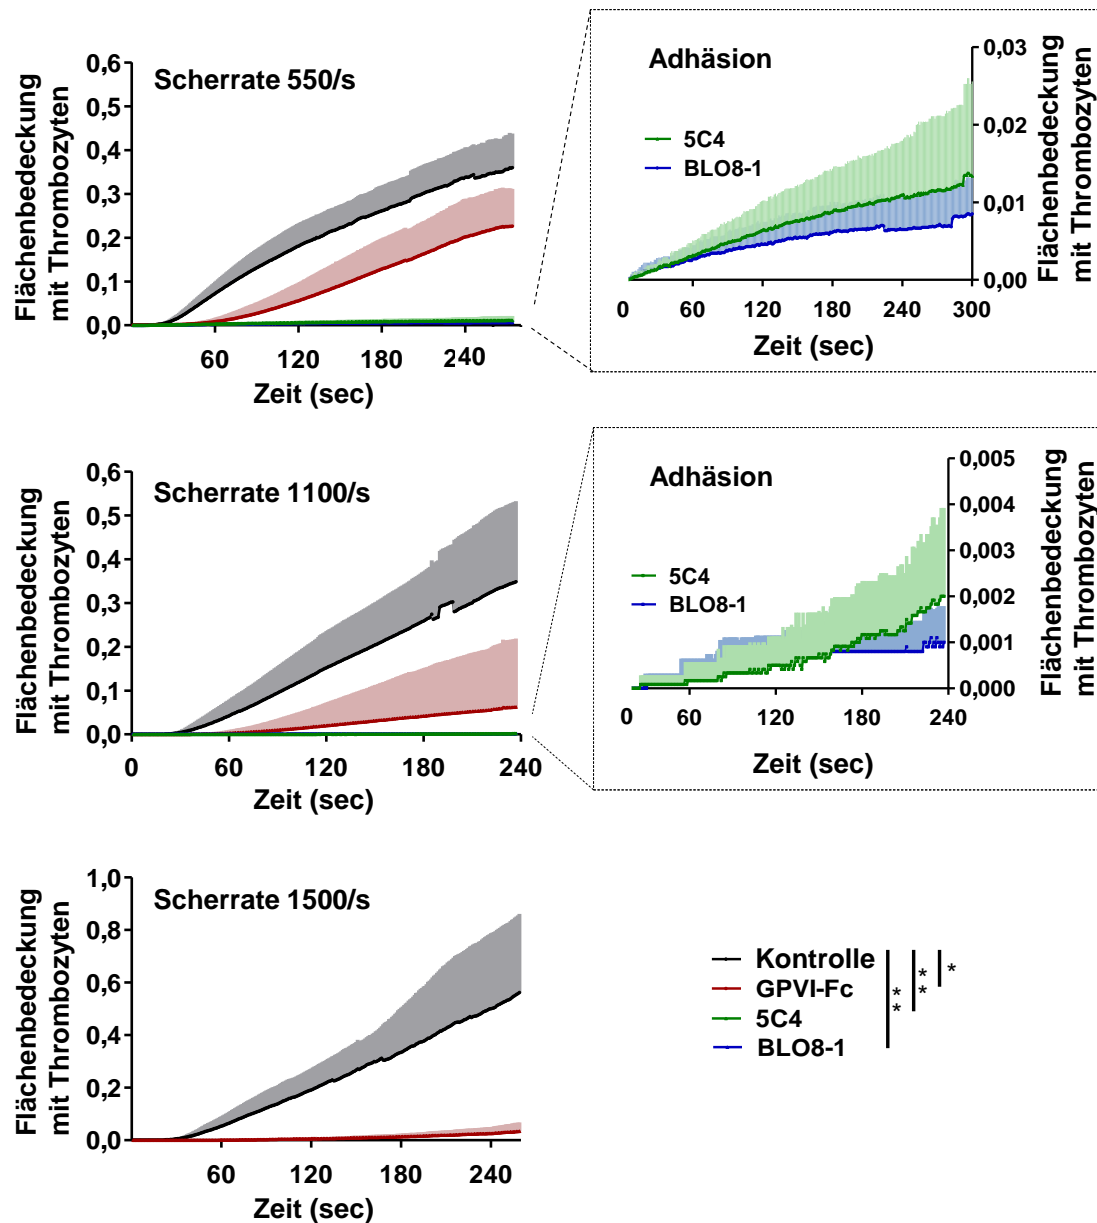 Scherrate 550/s
Flächenbedeckung
mit Thrombozyten
0,6
0,5
0,4
0,3
0,2
0,1
0,0
60 120 180 240
Zeit (sec)
Adhäsion
5C4
BLO8-1
0,03
0,02
0,01
0,00
Flächenbedeckung
mit Thrombozyten
0 60 120 180 240 300
Zeit (sec)
Scherrate 1100/s
Flächenbedeckung
mit Thrombozyten
0,6
0,5
0,4
0,3
0,2
0,1
0,0
0 60 120 180 240
Zeit (sec)
Adhäsion
5C4
BLO8-1
0,005
0,004
0,003
0,002
0,001
0,000
Flächenbedeckung
mit Thrombozyten
0 60 120 180 240
Zeit (sec)
Scherrate 1500/s
Flächenbedeckung
mit Thrombozyten
1,0
0,8
0,6
0,4
0,2
0,0
60 120 180 240
Zeit (sec)
Kontrolle
GPVI-Fc
5C4
BLO8-1
**
**
*